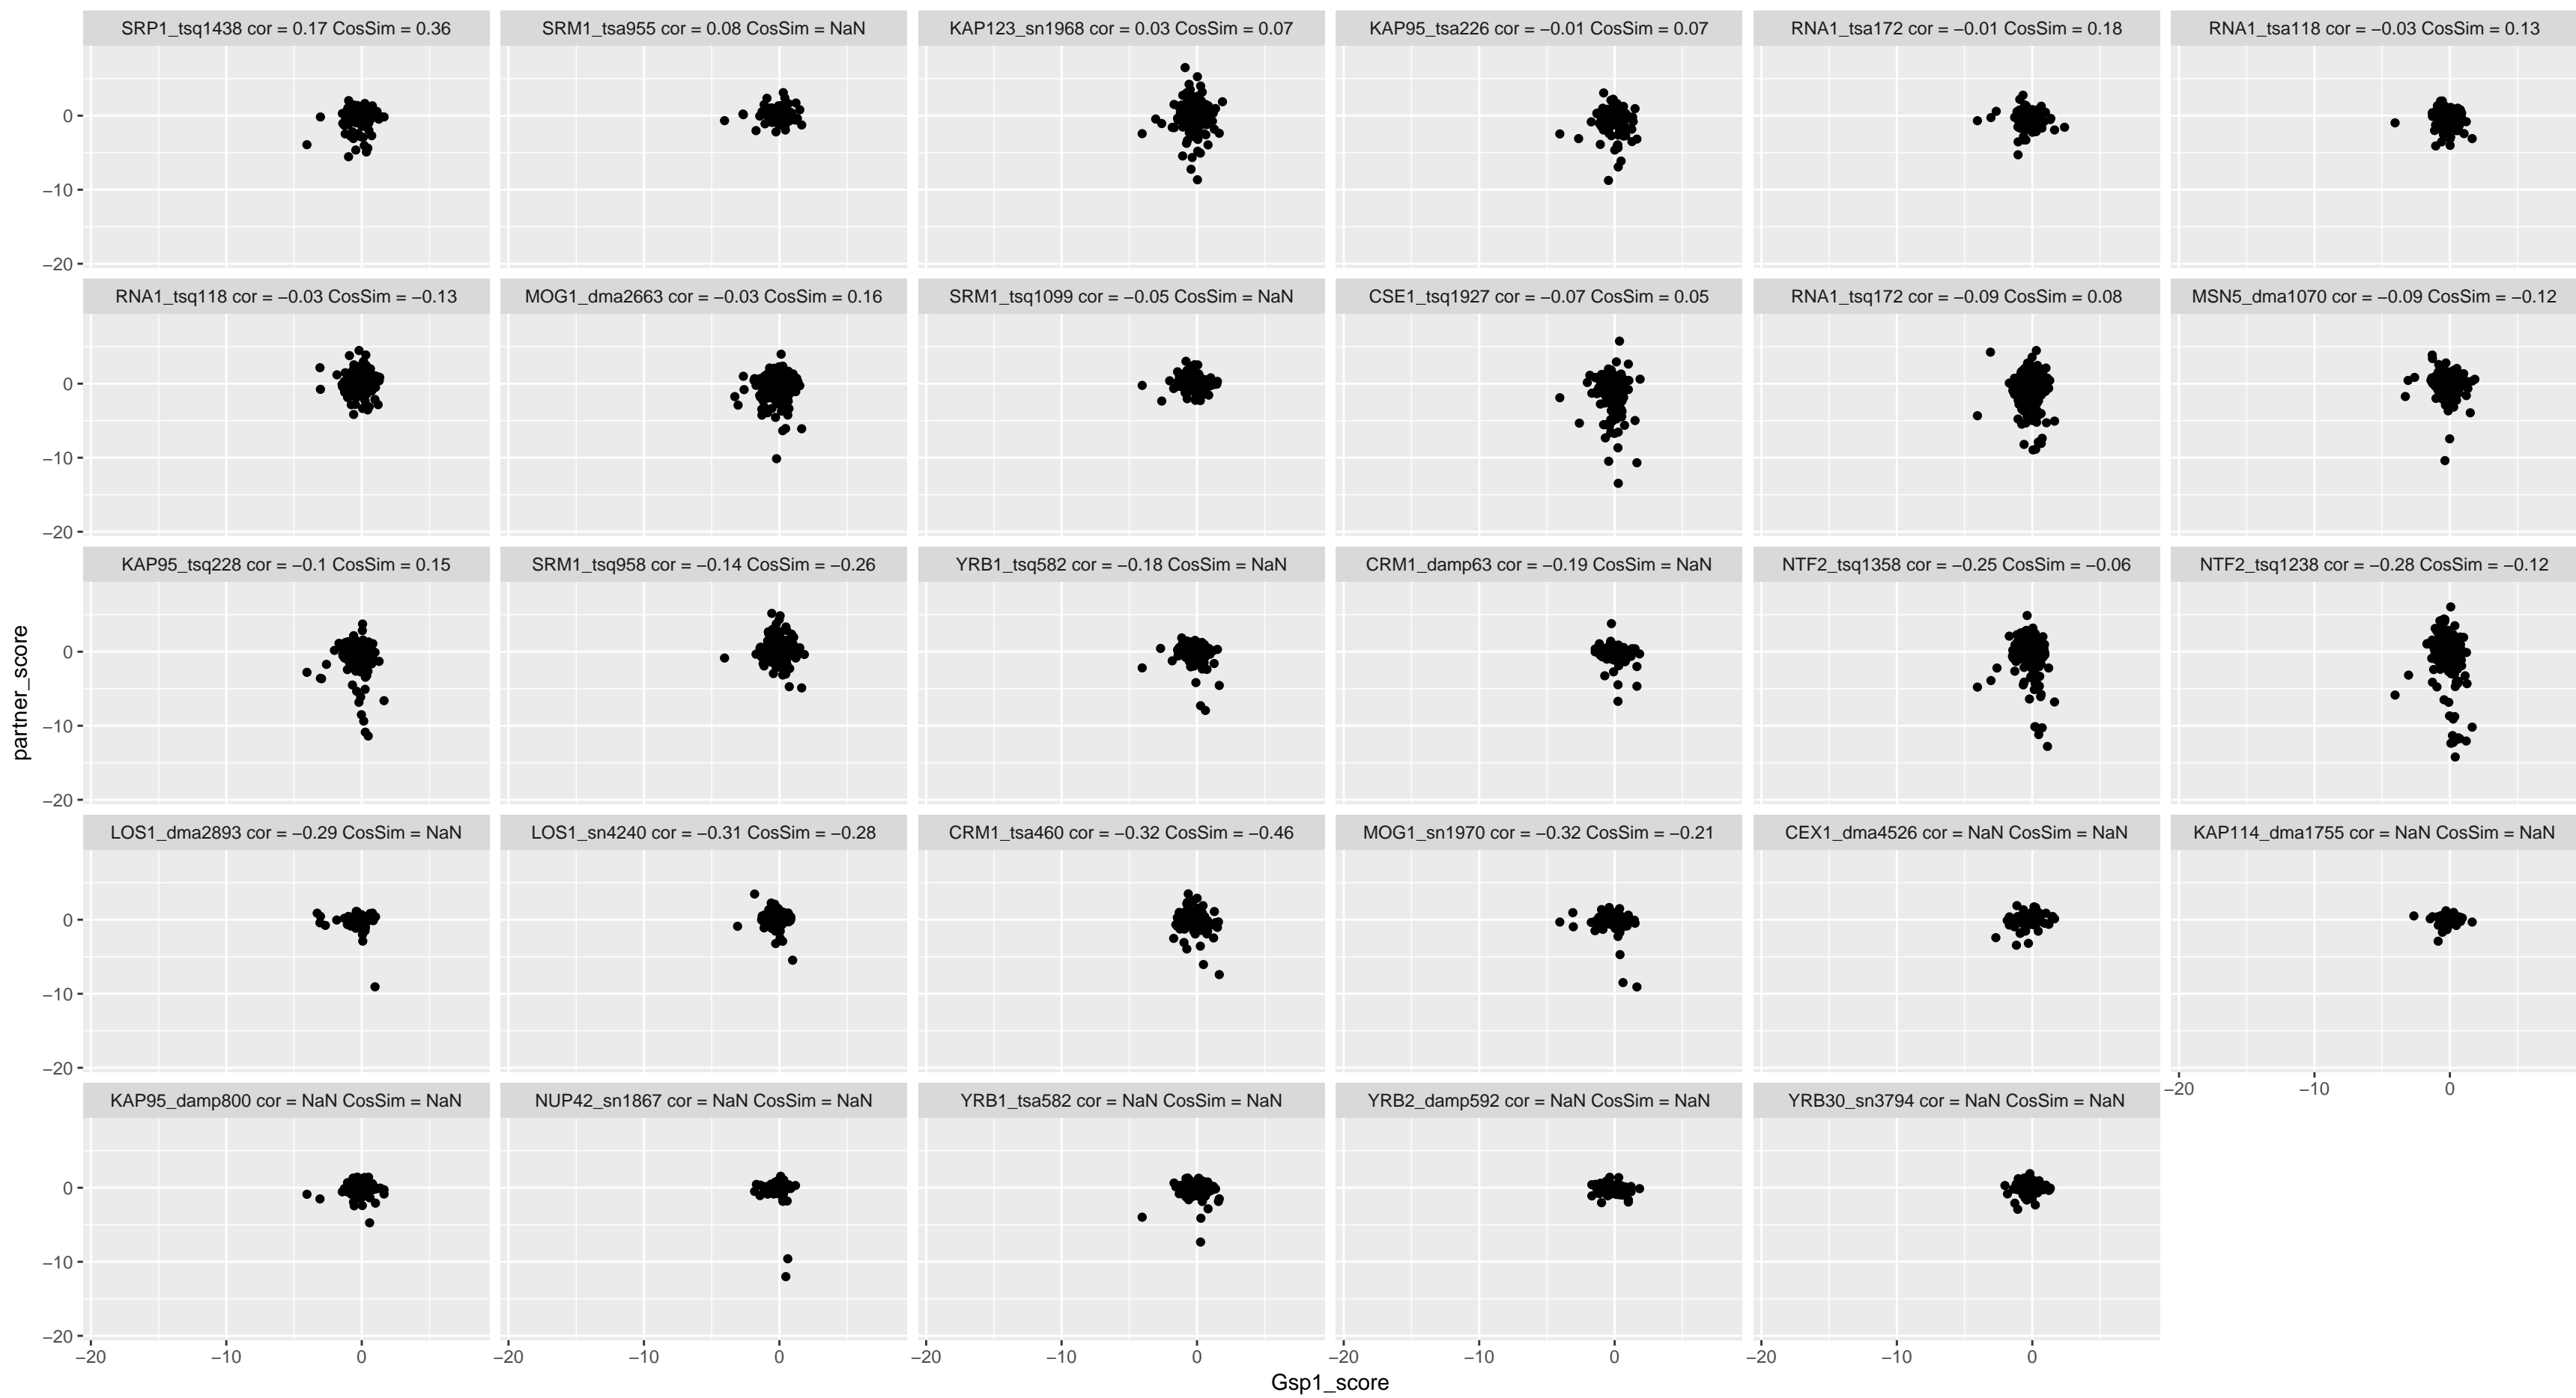 SRP1_tsq1438 cor = 0.17 CosSim = 0.36
SRM1_tsa955 cor = 0.08 CosSim = NaN
KAP123_sn1968 cor = 0.03 CosSim = 0.07
KAP95_tsa226 cor = −0.01 CosSim = 0.07
RNA1_tsa172 cor = −0.01 CosSim = 0.18
RNA1_tsa118 cor = −0.03 CosSim = 0.13
0
−10
−20
RNA1_tsq118 cor = −0.03 CosSim = −0.13
MOG1_dma2663 cor = −0.03 CosSim = 0.16
SRM1_tsq1099 cor = −0.05 CosSim = NaN
CSE1_tsq1927 cor = −0.07 CosSim = 0.05
RNA1_tsq172 cor = −0.09 CosSim = 0.08
MSN5_dma1070 cor = −0.09 CosSim = −0.12
0
−10
−20
KAP95_tsq228 cor = −0.1 CosSim = 0.15
SRM1_tsq958 cor = −0.14 CosSim = −0.26
YRB1_tsq582 cor = −0.18 CosSim = NaN
CRM1_damp63 cor = −0.19 CosSim = NaN
NTF2_tsq1358 cor = −0.25 CosSim = −0.06
NTF2_tsq1238 cor = −0.28 CosSim = −0.12
0
−10
−20
partner_score
LOS1_dma2893 cor = −0.29 CosSim = NaN
LOS1_sn4240 cor = −0.31 CosSim = −0.28
CRM1_tsa460 cor = −0.32 CosSim = −0.46
MOG1_sn1970 cor = −0.32 CosSim = −0.21
CEX1_dma4526 cor = NaN CosSim = NaN
KAP114_dma1755 cor = NaN CosSim = NaN
0
−10
−20
−20 −10 0
KAP95_damp800 cor = NaN CosSim = NaN
NUP42_sn1867 cor = NaN CosSim = NaN
YRB1_tsa582 cor = NaN CosSim = NaN
YRB2_damp592 cor = NaN CosSim = NaN
YRB30_sn3794 cor = NaN CosSim = NaN
0
−10
−20
−20 −10 0 −20 −10 0 −20 −10 0 −20 −10 0 −20 −10 0
Gsp1_score